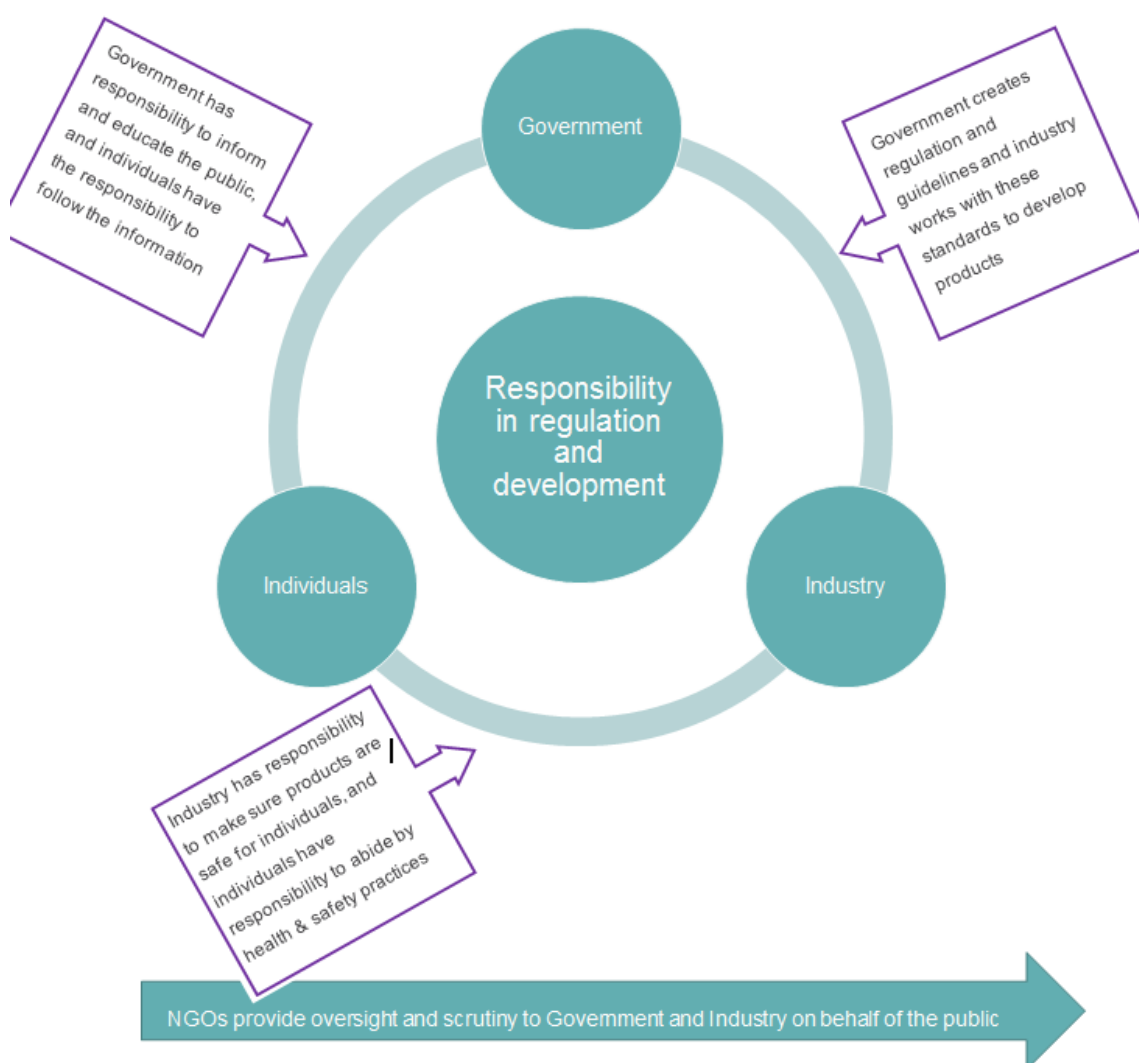 Government has
responsibility to inform
and educate the public,
and individuals have
the responsibility to
follow the information
Government
Government creates
regulation and
guidelines and industry
works with these
standards to develop
products
Responsibility
in regulation
and
development
Individuals
Industry
Industry has responsibility
to make sure products are
safe for individuals, and
individuals have
responsibility to abide by
health & safety practices
NGOs provide oversight and scrutiny to Government and Industry on behalf of the public